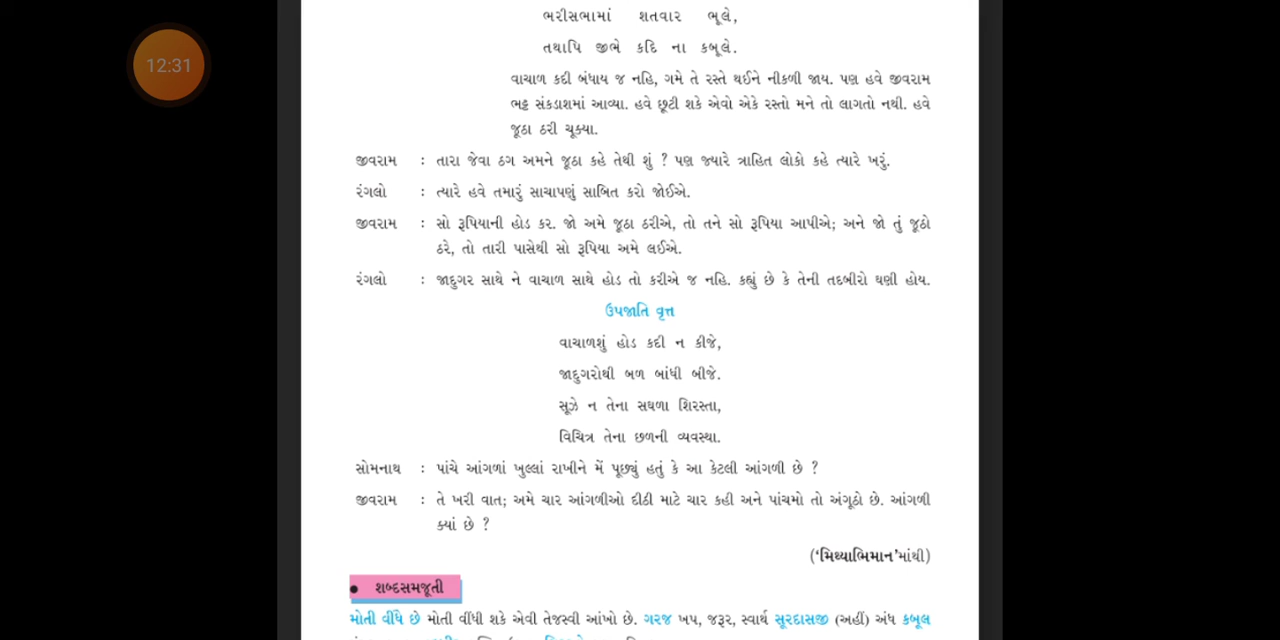 12:31
ભરીસભામાં શતવાર ભૂલે,
તથાપિ જીભે કદિ ના કબૂલે.
વાચાળ કદી બંધાય જ નહિ, ગમે તે રસ્તે થઈને નીકળી જાય. પણ હવે જીવરામ
ભટ્ટ સંકડાશમાં આવ્યા. હવે છૂટી શકે એવો એકે રસ્તો મને તો લાગતો નથી. હવે
જૂઠા ઠરી ચૂક્યા.
જીવરામ : તારા જેવા ઠગ અમને જૂઠા કહે તેથી શું ? પણ જ્યારે ત્રાહિત લોકો કહે ત્યારે ખરું.
રંગલો : ત્યારે હવે તમારું સાચાપણું સાબિત કરો જોઈએ.
જીવરામ : સો રૂપિયાની હોડ કર. જો અમે જૂઠા ઠરીએ, તો તને સો રૂપિયા આપીએ; અને જો તું જૂઠો
ઠરે, તો તારી પાસેથી સો રૂપિયા અમે લઈએ.
રંગલો : જાદુગર સાથે ને વાચાળ સાથે હોડ તો કરીએ જ નહિ. કહ્યું છે કે તેની તદબીરો ઘણી હોય.
ઉપજાતિ વૃત્ત
વાચાળશું હોડ કદી ન કીજે,
જાદુગરોથી બળ બાંધી બીજે.
સૂઝે ન તેના સઘળા શિરસ્તા,
વિચિત્ર તેના છળની વ્યવસ્થા.
સોમનાથ : પાંચે આંગળાં ખુલ્લાં રાખીને મેં પૂછ્યું હતું કે આ કેટલી આંગળી છે ?
જીવરામ : તે ખરી વાત; અમે ચાર આંગળીઓ દીઠી માટે ચાર કહી અને પાંચમો તો અંગૂઠો છે. આંગળી
ક્યાં છે ?
('મિથ્યાભિમાન'માંથી)
● શબ્દસમજૂતી
મોતી વીંધે છે મોતી વીંધી શકે એવી તેજસ્વી આંખો છે. ગરજ ખપ, જરૂર, સ્વાર્થ સૂરદાસજી (અહીં) અંધ કબૂલ